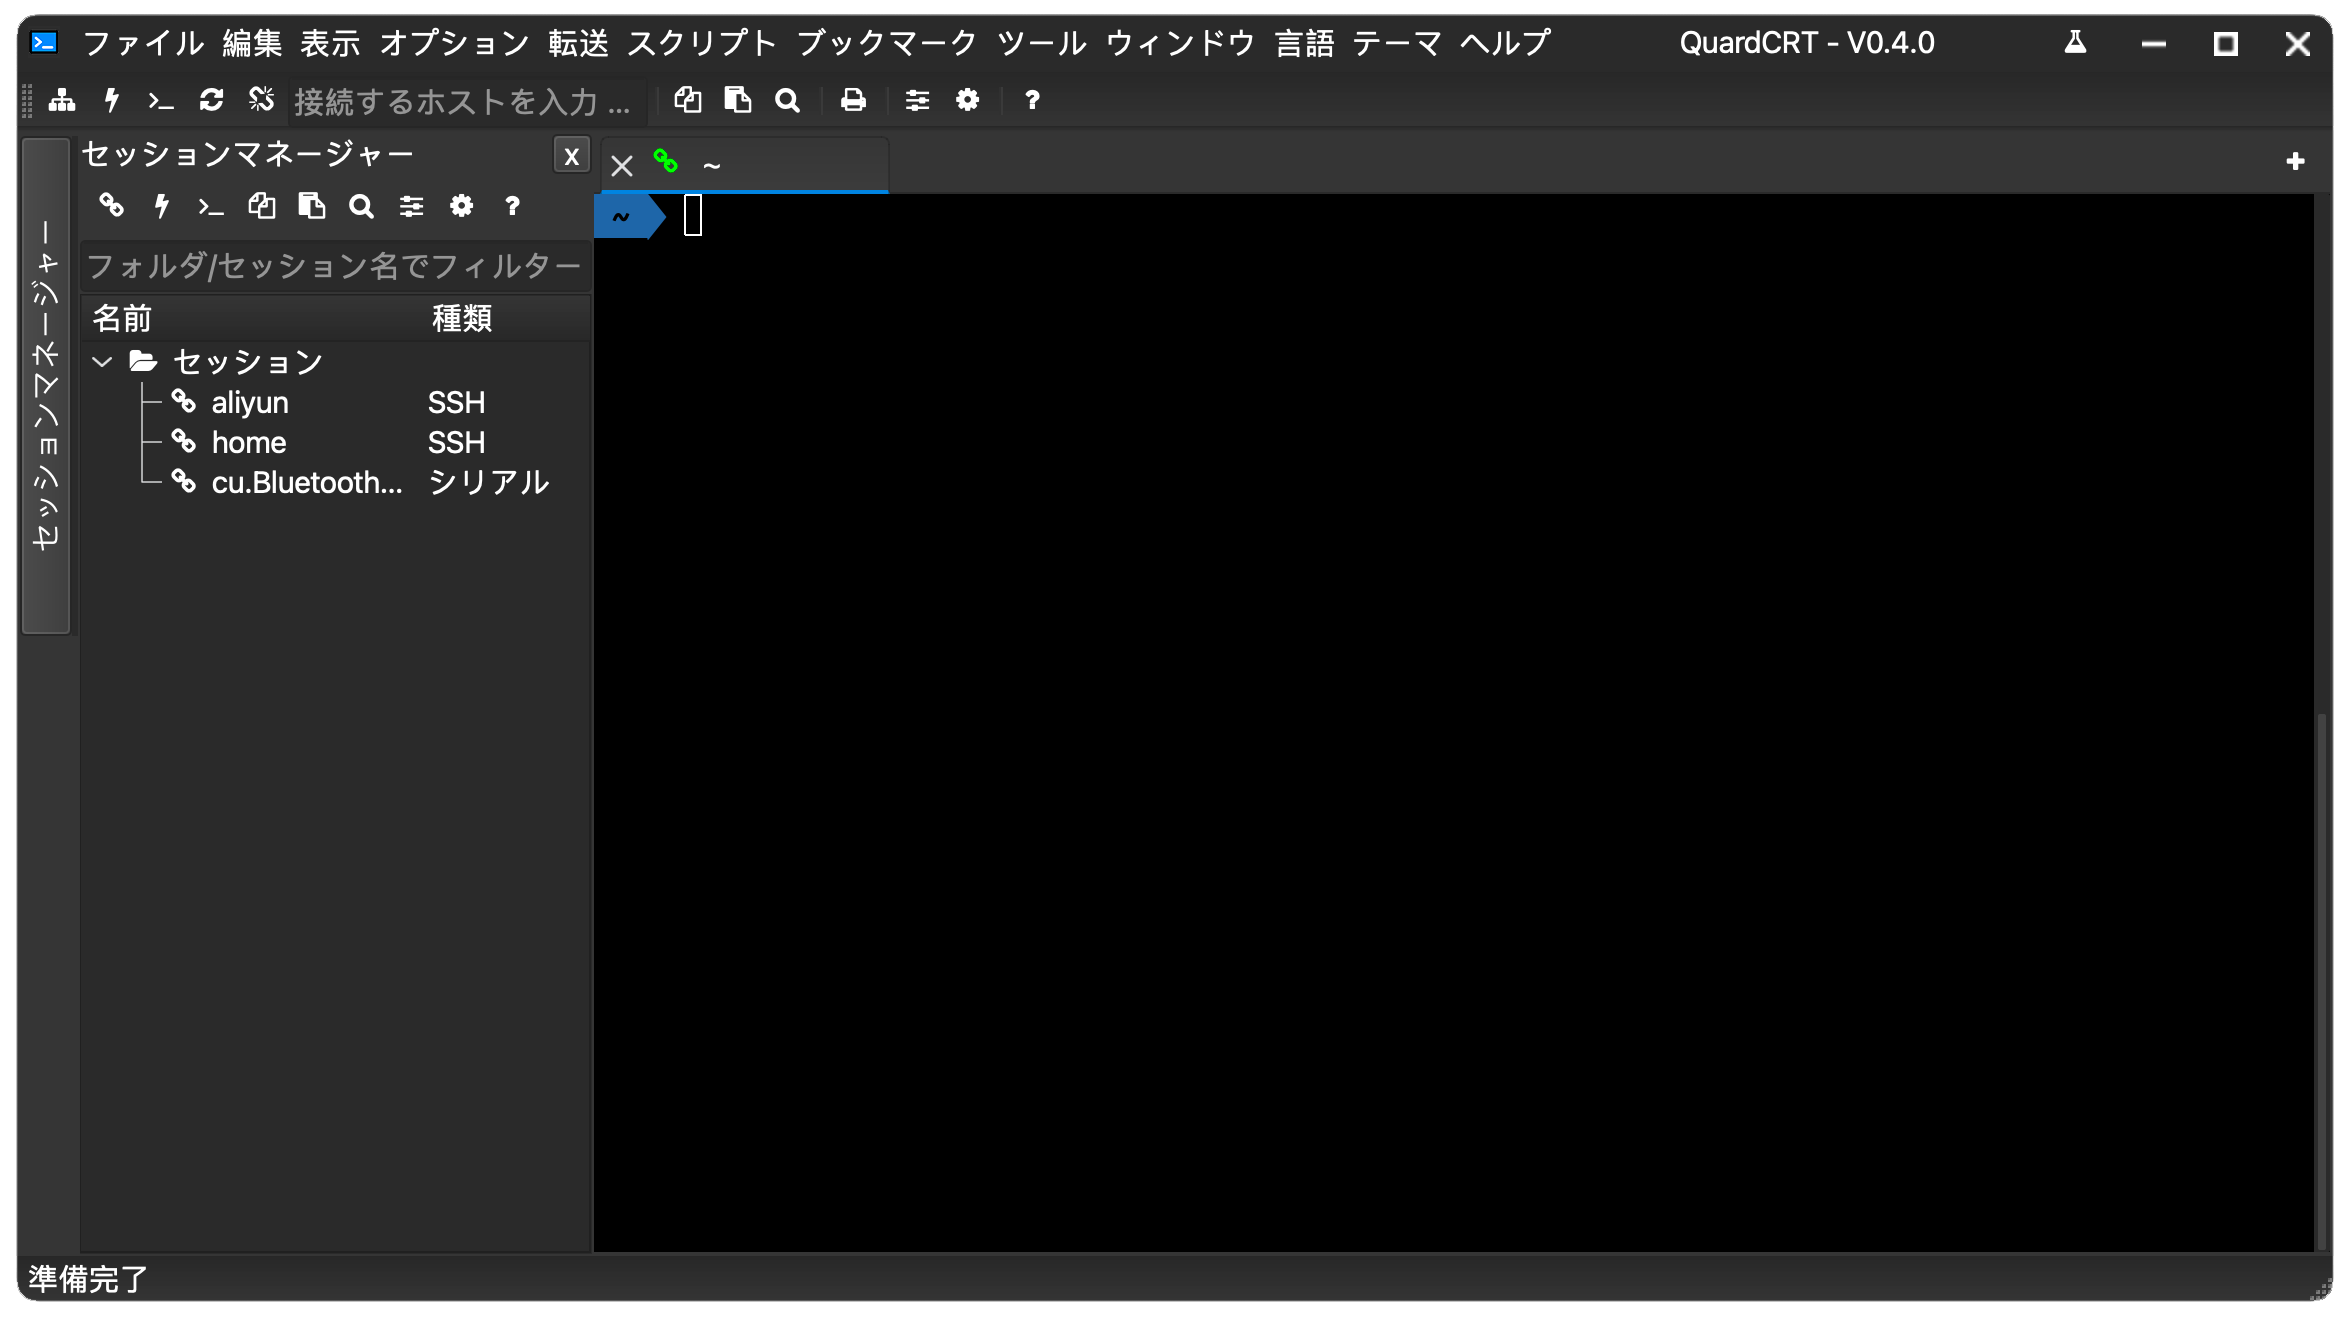 ファイル 編集 表示 オプション 転送 スクリプト ブックマーク ツール ウィンドウ 言語 テーマ ヘルプ QuardCRT - V0.4.0
接続するホストを入力 ...
セッションマネージャー
セッションマネージャー X
~
フォルダ/セッション名でフィルター
名前 種類
セッション
aliyun SSH
home SSH
cu.Bluetooth... シリアル
~
準備完了